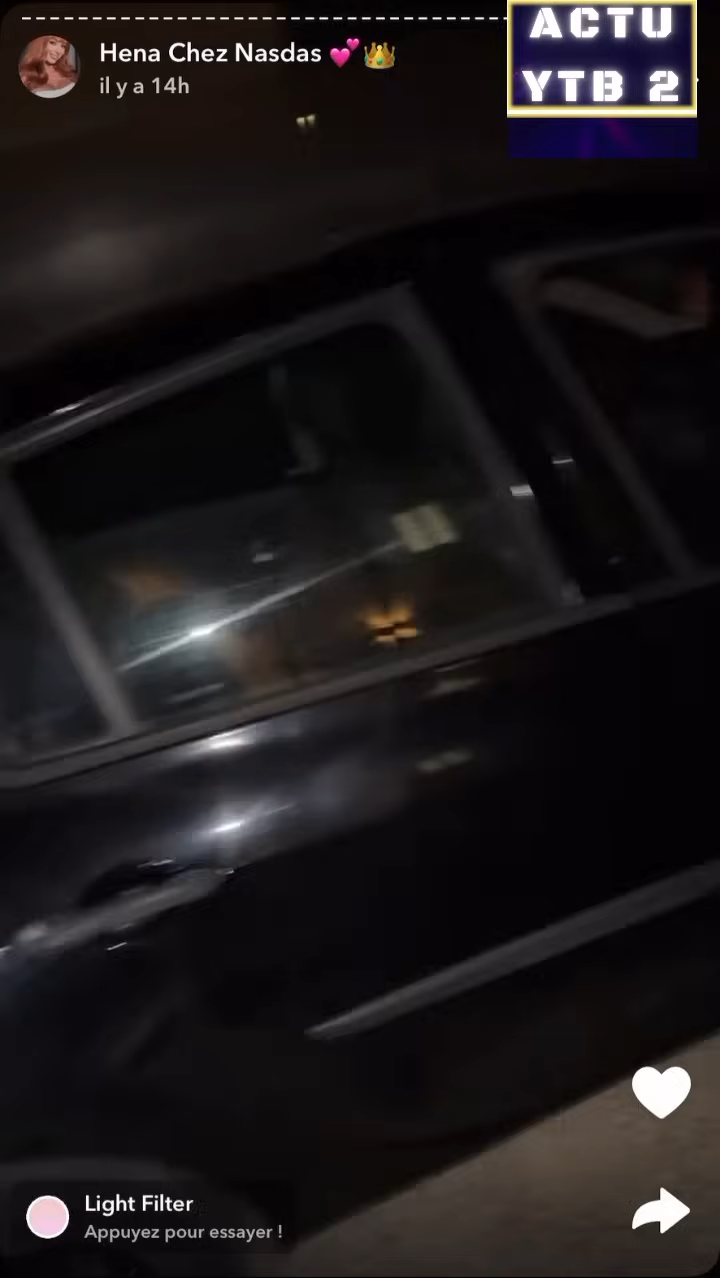 Hena Chez Nasdas 💕👑
il y a 14h
ACTU
YTB 2
Light Filter
Appuyez pour essayer !